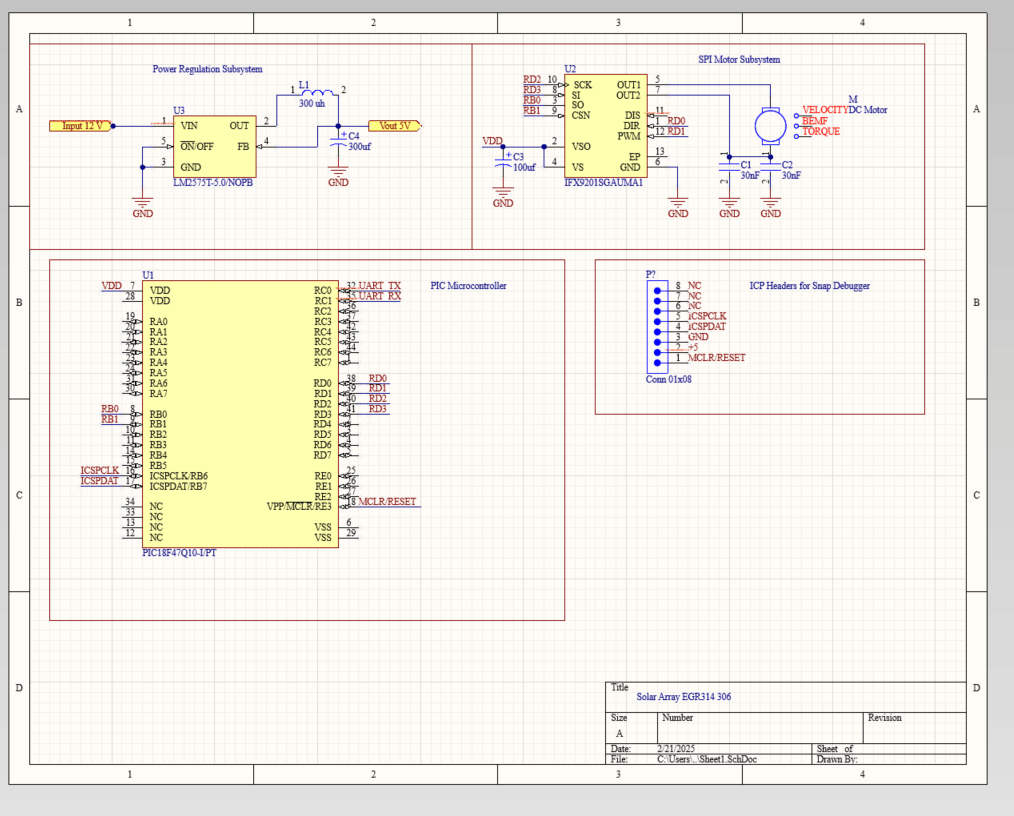 1 2 3 4
A
Power Regulation Subsystem
U3
Input 12 V
1 VIN OUT 2
5 ON/OFF FB 4
3 GND
LM2575T-5.0/NOPB
GND
L1
1 2
300 uh
C4
300uf
GND
Vout 5V
SPI Motor Subsystem
U2
RD2 10 SCK OUT1 5
RD3 8 SI OUT2 7
RB0 3 SO
RB1 9 CSN DIS 11
DIR 1 RD0
PWM 12 RD1
VDD
2 VSO EP 13
4 VS GND 6
IFX9201SGAUMA1
C3
100uf
GND
GND
M
DC Motor
VELOCITY
BEMF
TORQUE
1 1
C1 C2
30nF 30nF
2 2
GND GND
A
B
U1
PIC Microcontroller
VDD 7 VDD RC0 32 UART TX
28 VDD RC1 35 UART RX
RC2 36
19 RA0 RC3 37
20 RA1 RC4 42
21 RA2 RC5 43
22 RA3 RC6 44
23 RA4 RC7
24 RA5
31 RA6 RD0 38 RD0
30 RA7 RD1 39 RD1
RD2 40 RD2
RB0 8 RB0 RD3 41 RD3
RB1 9 RB1 RD4
10 RB2 RD5
11 RB3 RD6
14 RB4 RD7
15 RB5
ICSPCLK 16 ICSPCLK/RB6 RE0 25
ICSPDAT 17 ICSPDAT/RB7 RE1 26
RE2 27
34 NC VPP/MCLR/RE3 18 MCLR/RESET
33 NC
13 NC VSS 6
12 NC VSS 29
PIC18F47Q10-I/PT
P?
ICP Headers for Snap Debugger
8 NC
7 NC
6 NC
5 ICSPCLK
4 ICSPDAT
3 GND
2 +5
1 MCLR/RESET
Conn 01x08
B
C
C
D
D
Title
Solar Array EGR314 306
Size Number Revision
A
Date: 2/21/2025 Sheet of
File: C:\Users\..\Sheet1.SchDoc Drawn By:
1 2 3 4